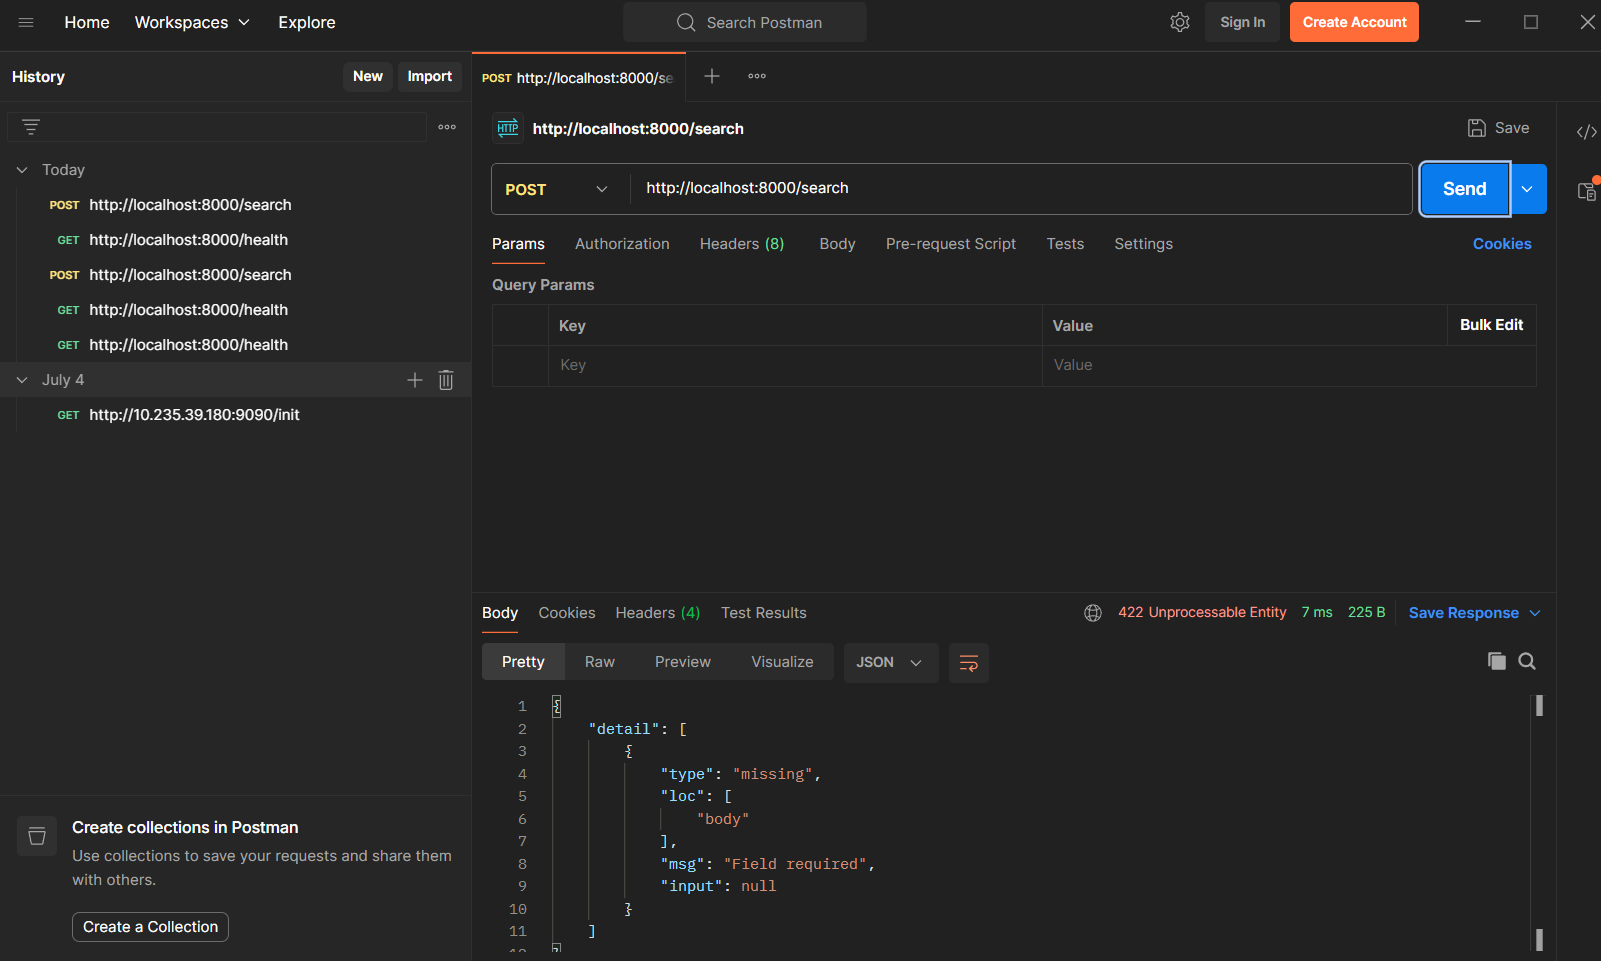 Home Workspaces Explore Search Postman Sign In Create Account
History New Import
POST http://localhost:8000/se
HTTP http://localhost:8000/search Save
Today
POST http://localhost:8000/search
GET http://localhost:8000/health
POST http://localhost:8000/search
GET http://localhost:8000/health
GET http://localhost:8000/health
July 4
GET http://10.235.39.180:9090/init
Create collections in Postman
Use collections to save your requests and share them
with others.
Create a Collection
POST http://localhost:8000/search Send
Params Authorization Headers (8) Body Pre-request Script Tests Settings Cookies
Query Params
Key Value Bulk Edit
Key Value
Body Cookies Headers (4) Test Results 422 Unprocessable Entity 7 ms 225 B Save Response
Pretty Raw Preview Visualize JSON
1 {
2 "detail": [
3 {
4 "type": "missing",
5 "loc": [
6 "body"
7 ],
8 "msg": "Field required",
9 "input": null
10 }
11 ]
12 }